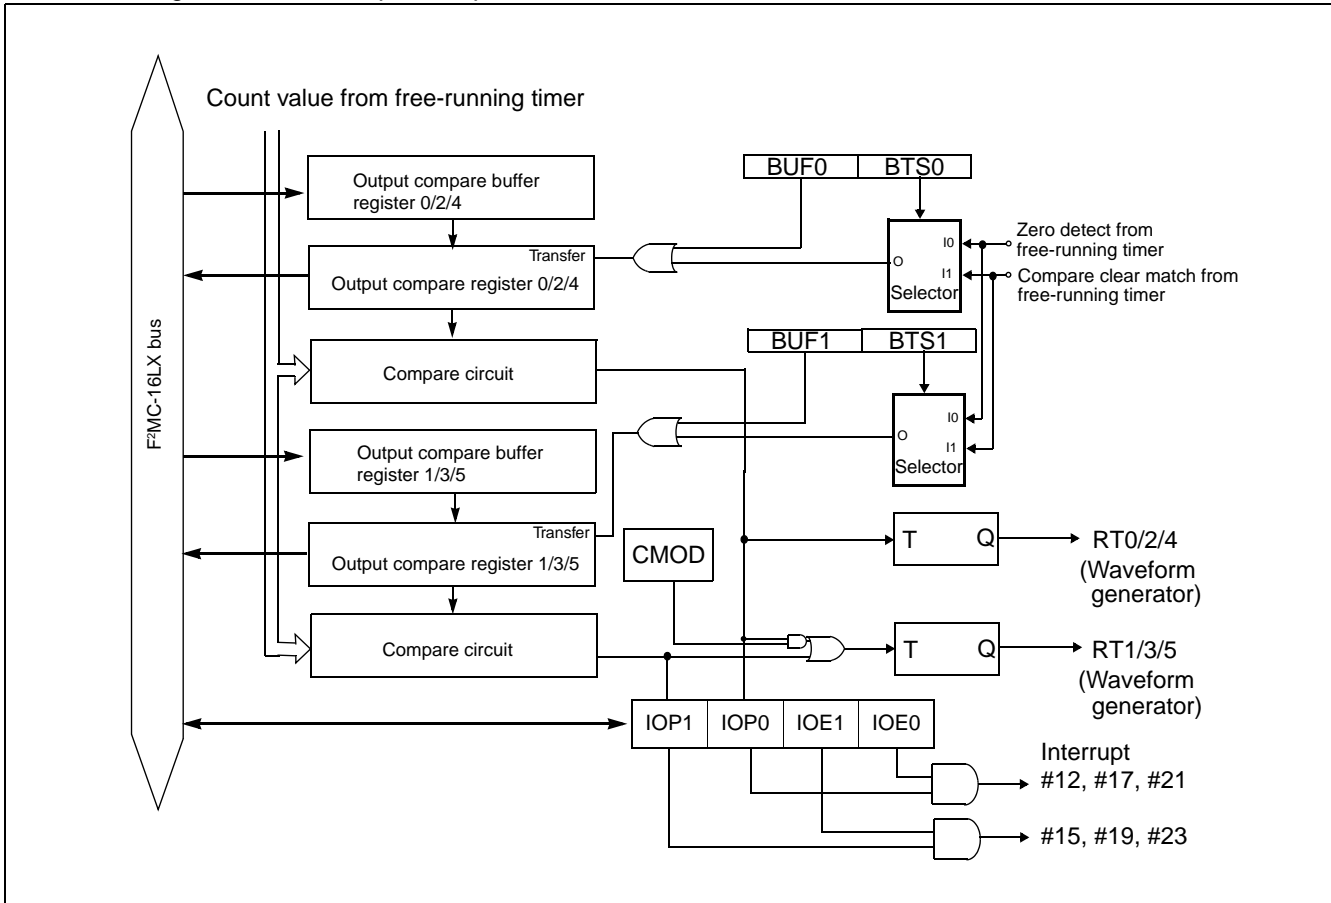 Count value from free-running timer
F²MC-16LX bus
Output compare buffer
register 0/2/4
BUF0
BTS0
Transfer
Output compare register 0/2/4
I0
O
I1
Selector
Zero detect from
free-running timer
Compare clear match from
free-running timer
BUF1
BTS1
Compare circuit
I0
O
I1
Selector
Output compare buffer
register 1/3/5
Transfer
Output compare register 1/3/5
CMOD
T
Q
RT0/2/4
(Waveform
generator)
Compare circuit
T
Q
RT1/3/5
(Waveform
generator)
IOP1
IOP0
IOE1
IOE0
Interrupt
#12, #17, #21
#15, #19, #23